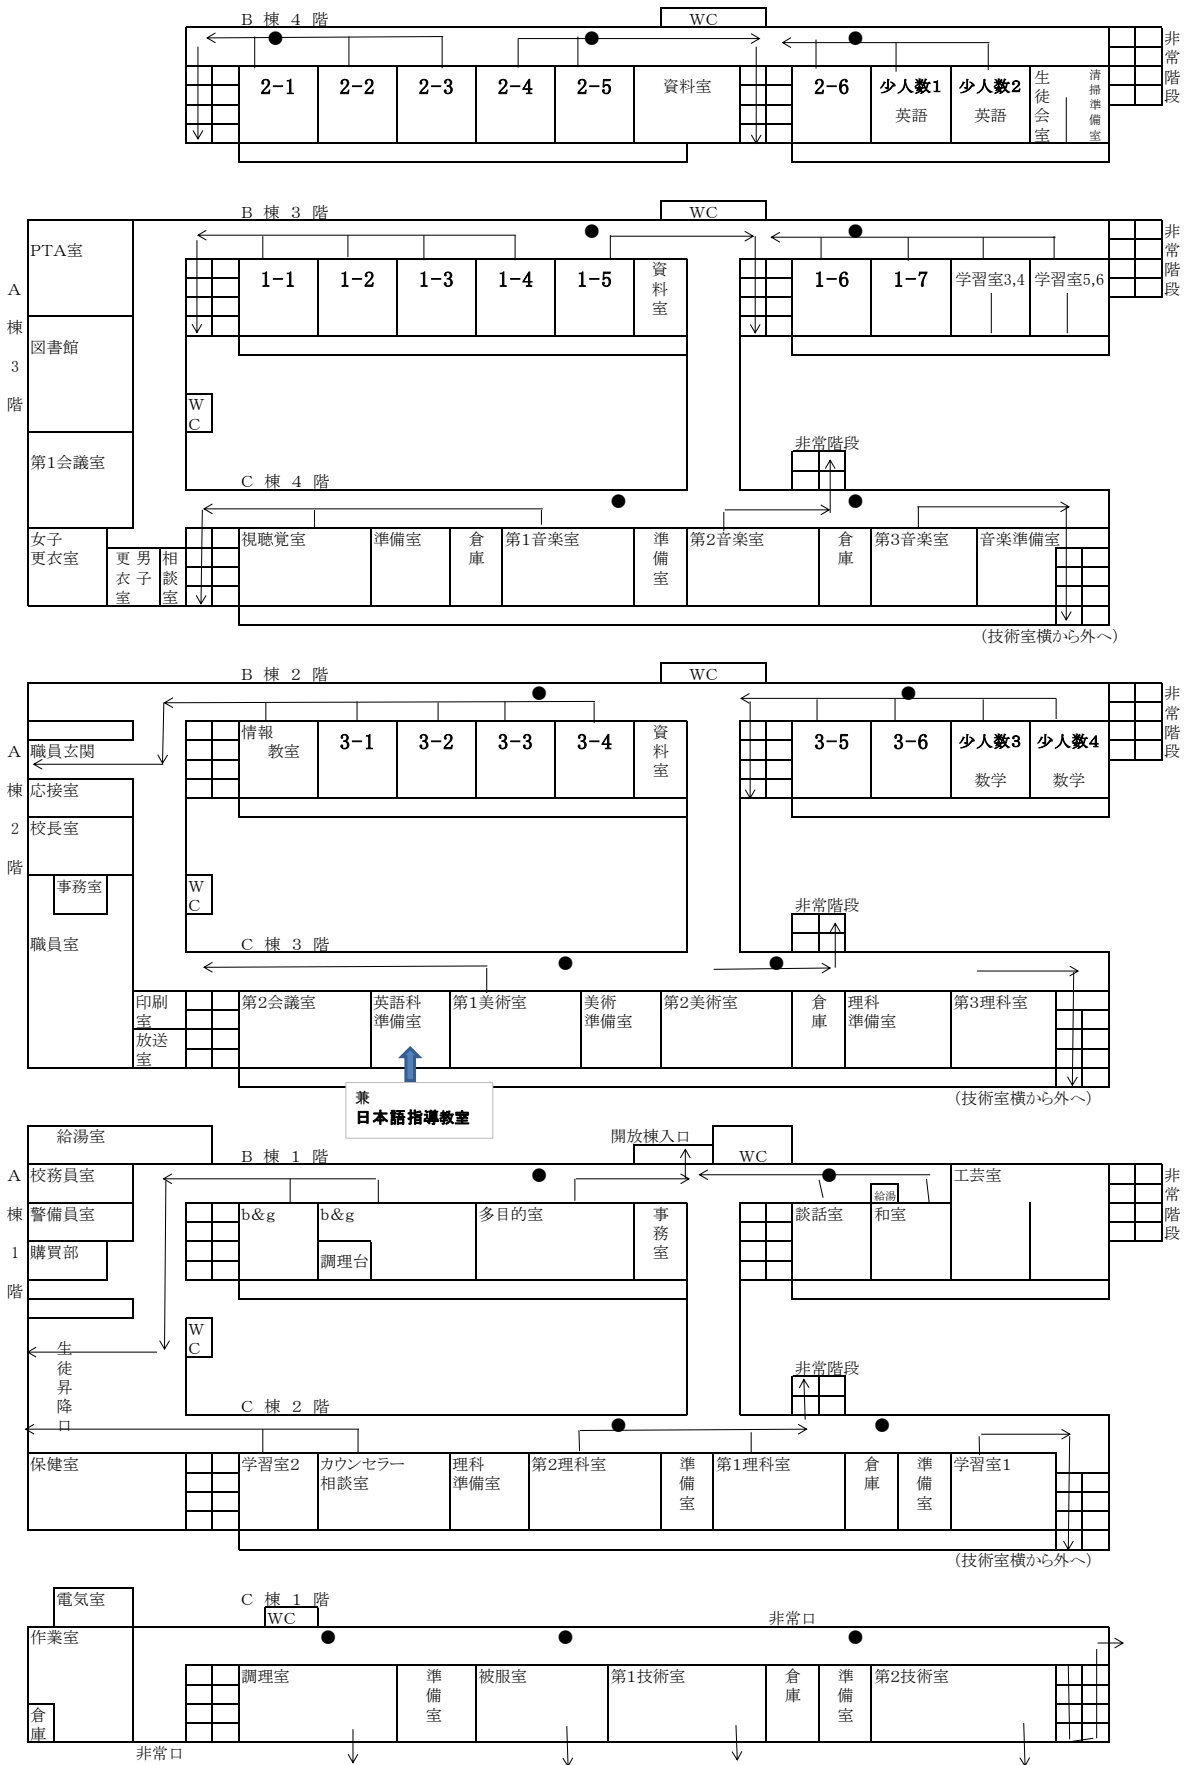 B 棟 4 階
WC
2-1
2-2
2-3
2-4
2-5
資料室
2-6
少人数1
英語
少人数2
英語
生徒会室
清掃準備室
非常階段
B 棟 3 階
WC
A棟3階
PTA室
図書館
第1会議室
女子
更衣室
男子
更衣室
相談室
1-1
1-2
1-3
1-4
1-5
資料室
1-6
1-7
学習室3,4
学習室5,6
非常階段
WC
非常階段
C 棟 4 階
視聴覚室
準備室
倉庫
第1音楽室
準備室
第2音楽室
倉庫
第3音楽室
音楽準備室
(技術室横から外へ)
B 棟 2 階
WC
A棟2階
職員玄関
応接室
校長室
事務室
職員室
印刷室
放送室
情報
教室
3-1
3-2
3-3
3-4
資料室
3-5
3-6
少人数3
数学
少人数4
数学
非常階段
WC
非常階段
C 棟 3 階
第2会議室
英語科
準備室
第1美術室
美術
準備室
第2美術室
倉庫
理科
準備室
第3理科室
(技術室横から外へ)
兼
日本語指導教室
給湯室
B 棟 1 階
開放棟入口
WC
A棟1階
校務員室
警備員室
購買部
生徒昇降口
保健室
b&g
b&g
調理台
多目的室
事務室
談話室
給湯
和室
工芸室
非常階段
WC
非常階段
C 棟 2 階
学習室2
カウンセラー
相談室
理科
準備室
第2理科室
準備室
第1理科室
倉庫
準備室
学習室1
(技術室横から外へ)
電気室
C 棟 1 階
WC
非常口
作業室
倉庫
調理室
準備室
被服室
第1技術室
倉庫
準備室
第2技術室
非常口